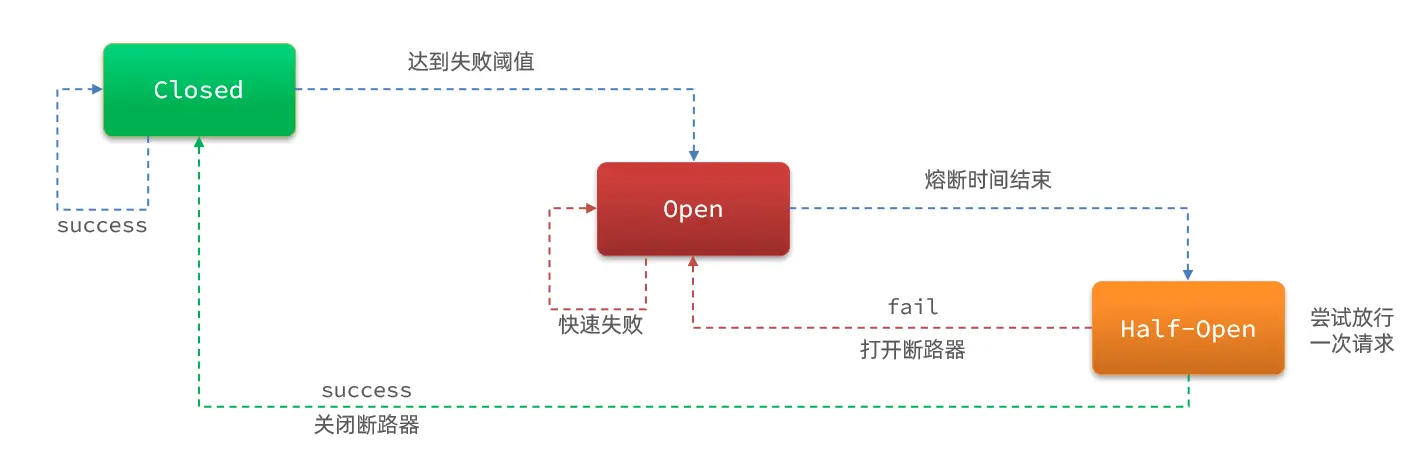 达到失败阈值
Closed
熔断时间结束
Open
success
fail
尝试放行
一次请求
快速失败
Half-Open
打开断路器
success
关闭断路器